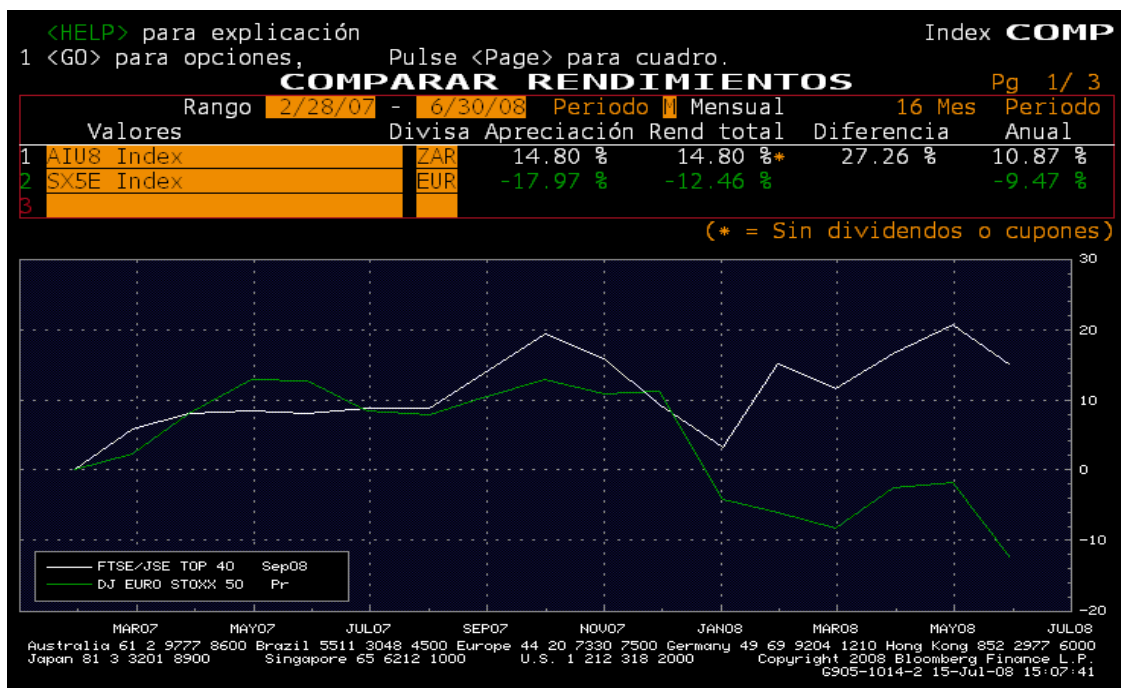 <HELP> para explicación Index COMP
1 <GO> para opciones, Pulse <Page> para cuadro.
COMPARAR RENDIMIENTOS Pg 1/ 3
Rango 2/28/07 - 6/30/08 Periodo M Mensual 16 Mes Periodo
Valores Divisa Apreciación Rend total Diferencia Anual
1 AIU8 Index ZAR 14.80 % 14.80 %* 27.26 % 10.87 %
2 SX5E Index EUR -17.97 % -12.46 % -9.47 %
3
(* = Sin dividendos o cupones)
30
20
10
0
-10
-20
FTSE/JSE TOP 40 Sep08
DJ EURO STOXX 50 Pr
MAR07 MAY07 JUL07 SEP07 NOV07 JAN08 MAR08 MAY08 JUL08
Australia 61 2 9777 8600 Brazil 5511 3048 4500 Europe 44 20 7330 7500 Germany 49 69 9204 1210 Hong Kong 852 2977 6000
Japan 81 3 3201 8900 Singapore 65 6212 1000 U.S. 1 212 318 2000 Copyright 2008 Bloomberg Finance L.P.
G905-1014-2 15-Jul-08 15:07:41